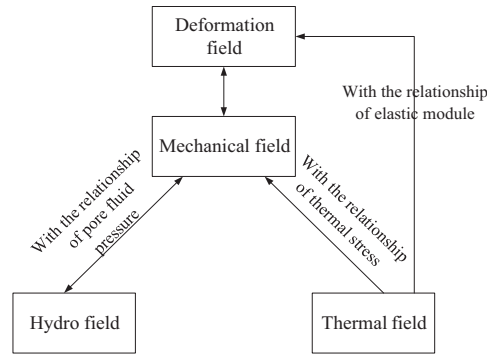 Deformation
field
With the relationship
of elastic module
Mechanical field
With the relationship
of pore fluid
pressure
With the relationship
of thermal stress
Hydro field
Thermal field